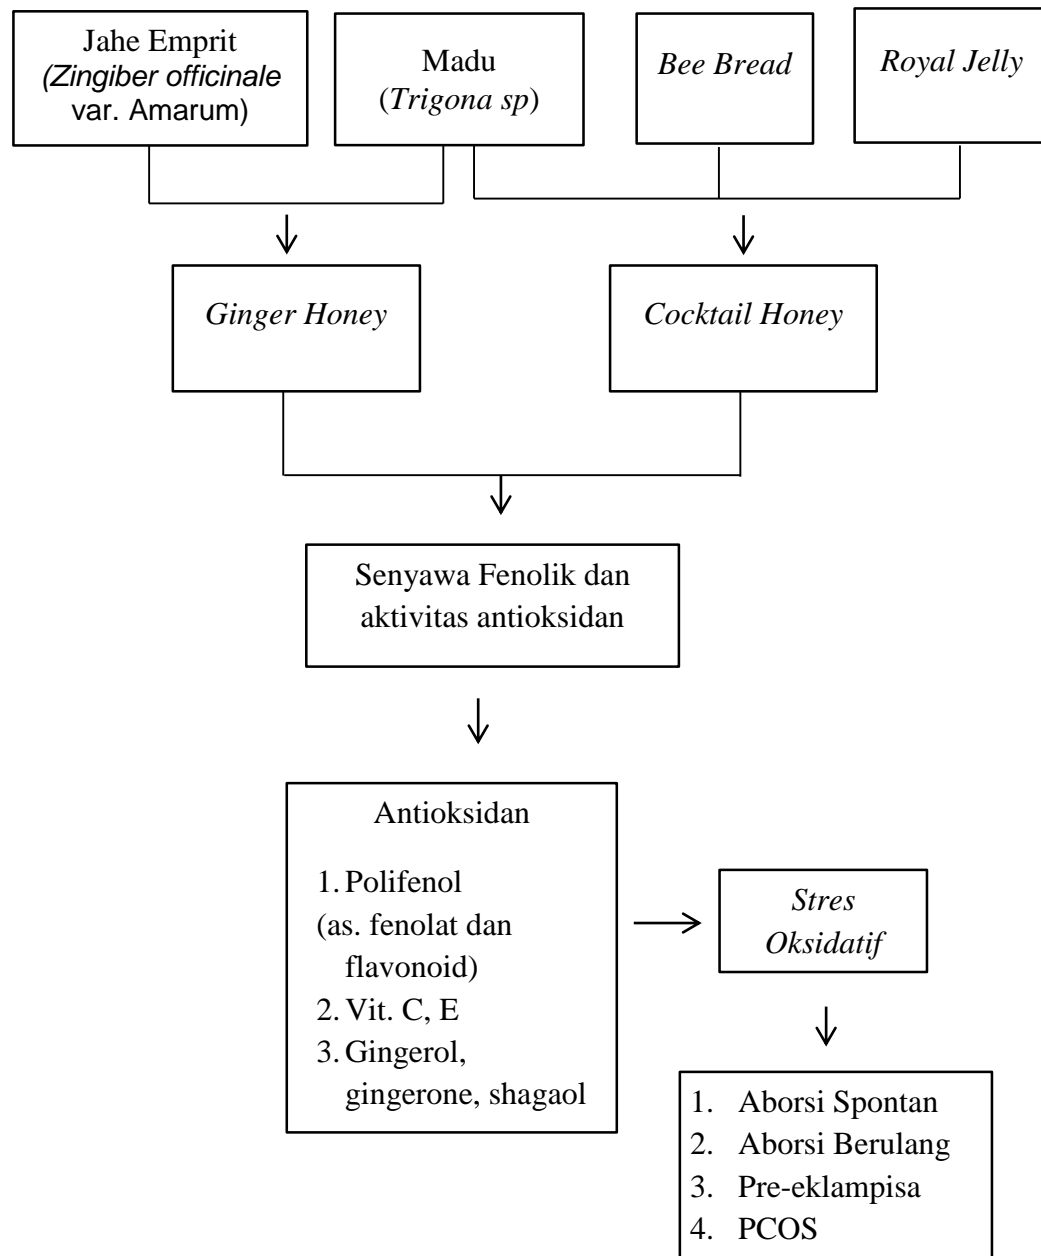 Jahe Emprit
(Zingiber officinale
var. Amarum)
Madu
(Trigona sp)
Bee Bread
Royal Jelly
Ginger Honey
Cocktail Honey
Senyawa Fenolik dan
aktivitas antioksidan
Antioksidan
1. Polifenol
(as. fenolat dan
flavonoid)
2. Vit. C, E
3. Gingerol,
gingerone, shagaol
Stres
Oksidatif
1. Aborsi Spontan
2. Aborsi Berulang
3. Pre-eklampisa
4. PCOS